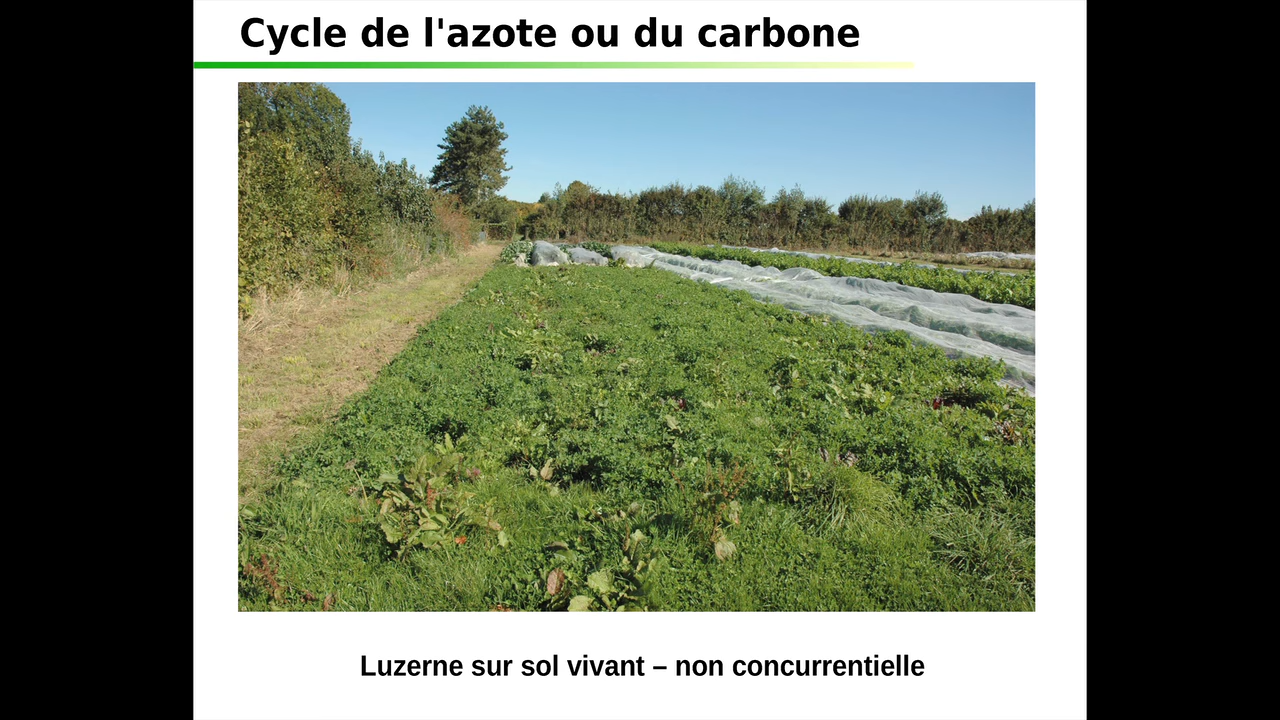 Cycle de l'azote ou du carbone
Luzerne sur sol vivant – non concurrentielle